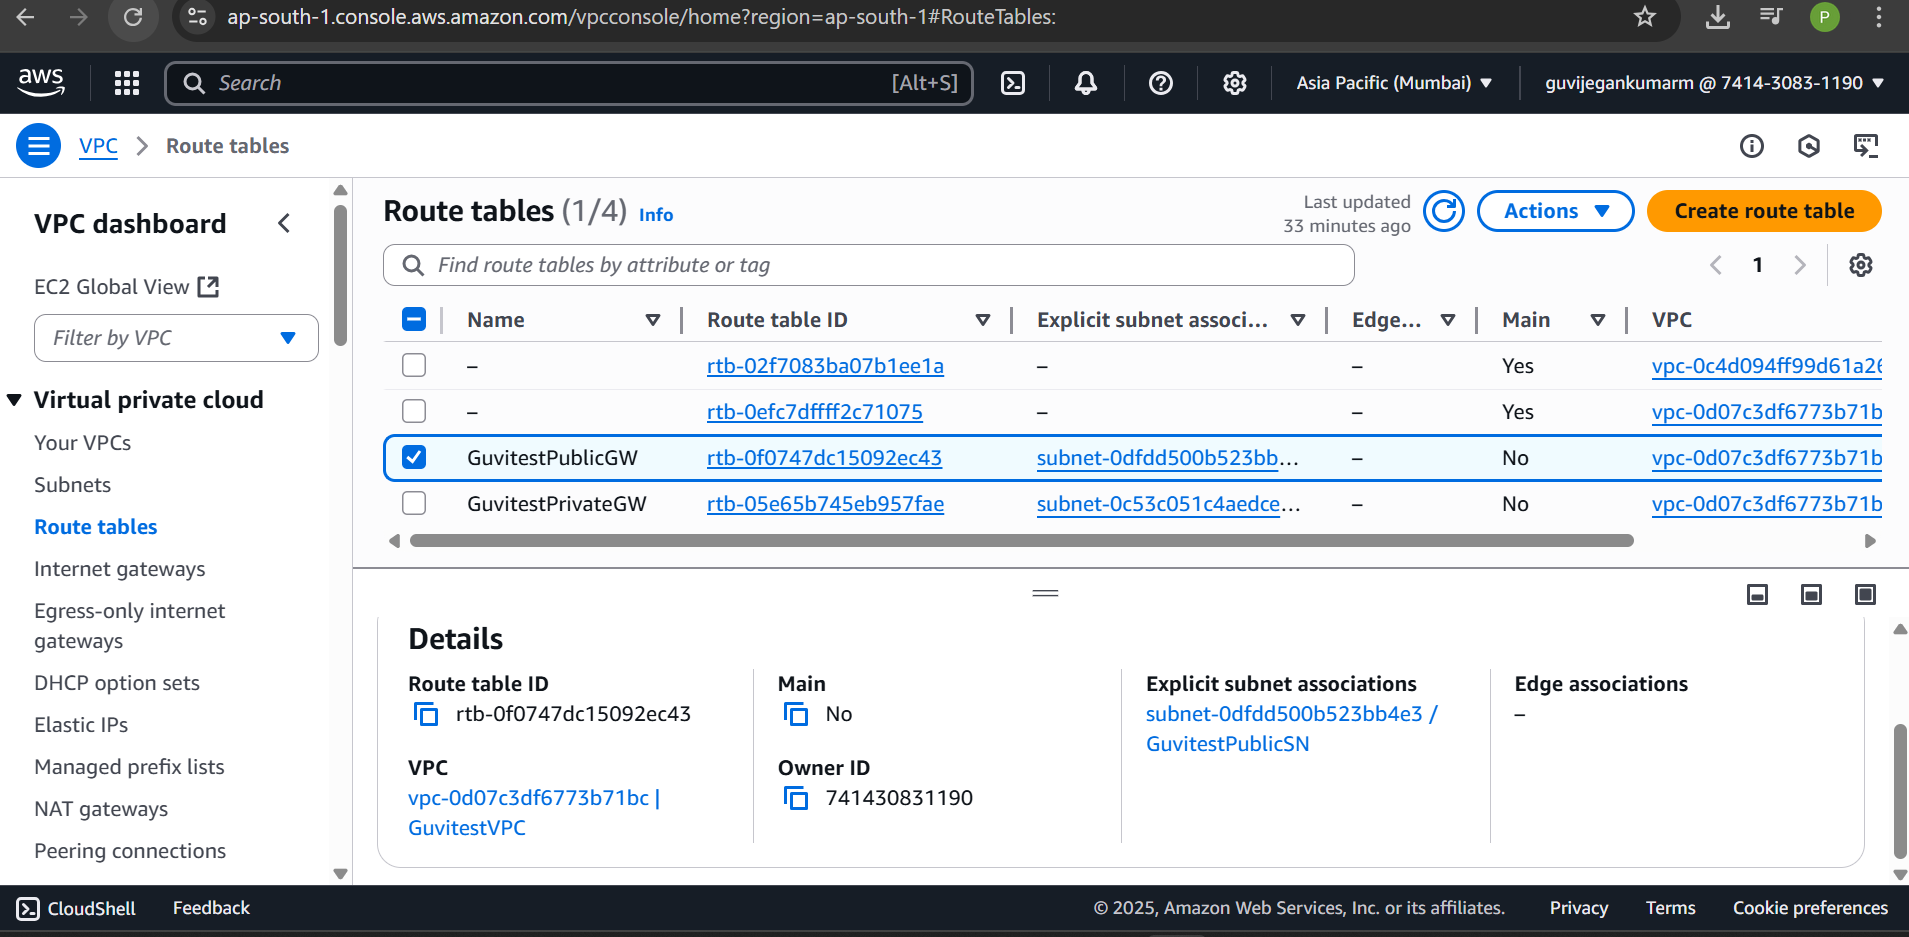 ap-south-1.console.aws.amazon.com/vpcconsole/home?region=ap-south-1#RouteTables:
P
aws
Search
[Alt+S]
Asia Pacific (Mumbai)
guvijegankumarm @ 7414-3083-1190
VPC
Route tables
VPC dashboard
EC2 Global View
Filter by VPC
Virtual private cloud
Your VPCs
Subnets
Route tables
Internet gateways
Egress-only internet
gateways
DHCP option sets
Elastic IPs
Managed prefix lists
NAT gateways
Peering connections
Route tables (1/4) Info
Last updated
33 minutes ago
Actions
Create route table
Find route tables by attribute or tag
1
Name Route table ID Explicit subnet associ... Edge... Main VPC
– rtb-02f7083ba07b1ee1a – – Yes vpc-0c4d094ff99d61a26
– rtb-0efc7dffff2c71075 – – Yes vpc-0d07c3df6773b71b
GuvitestPublicGW rtb-0f0747dc15092ec43 subnet-0dfdd500b523bb... – No vpc-0d07c3df6773b71b
GuvitestPrivateGW rtb-05e65b745eb957fae subnet-0c53c051c4aedce... – No vpc-0d07c3df6773b71b
Details
Route table ID
rtb-0f0747dc15092ec43
VPC
vpc-0d07c3df6773b71bc |
GuvitestVPC
Main
No
Owner ID
741430831190
Explicit subnet associations
subnet-0dfdd500b523bb4e3 /
GuvitestPublicSN
Edge associations
–
CloudShell
Feedback
© 2025, Amazon Web Services, Inc. or its affiliates.
Privacy
Terms
Cookie preferences